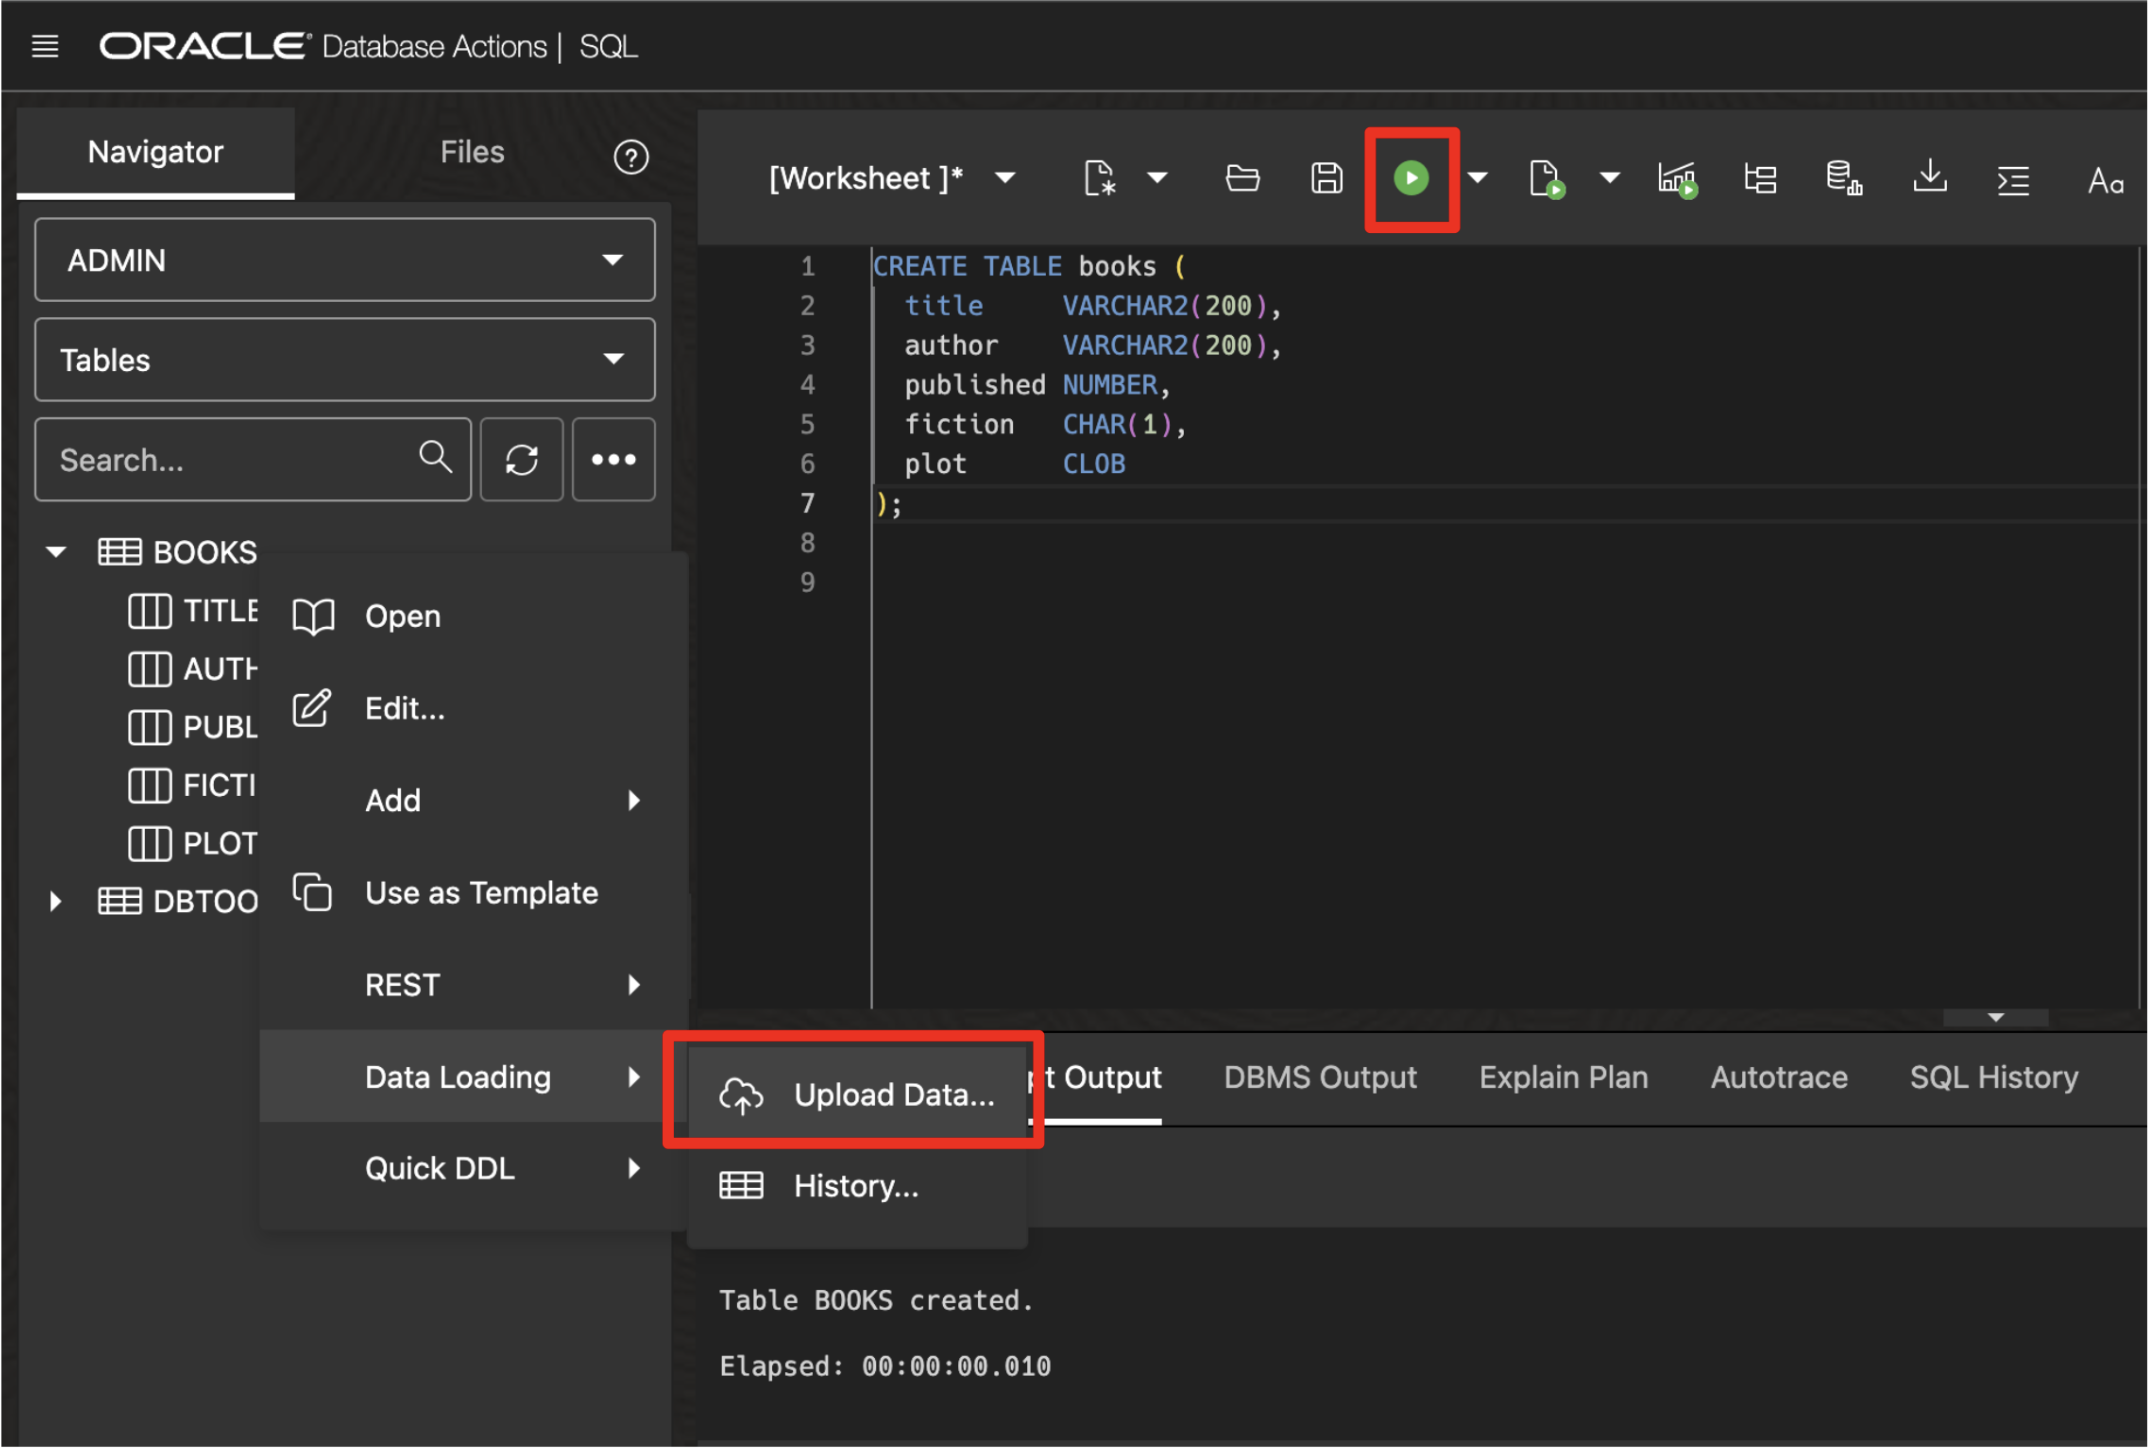 ORACLE Database Actions | SQL
Navigator
Files
?
ADMIN
Tables
Search...
BOOKS
TITLE
AUTH
PUBL
FICTI
PLOT
DBTOO
Open
Edit...
Add
Use as Template
REST
Data Loading
Quick DDL
Upload Data...
History...
[Worksheet ]*
Aa
1 CREATE TABLE books (
2 title VARCHAR2(200),
3 author VARCHAR2(200),
4 published NUMBER,
5 fiction CHAR(1),
6 plot CLOB
7 );
8
9
pt Output
DBMS Output
Explain Plan
Autotrace
SQL History
Table BOOKS created.
Elapsed: 00:00:00.010